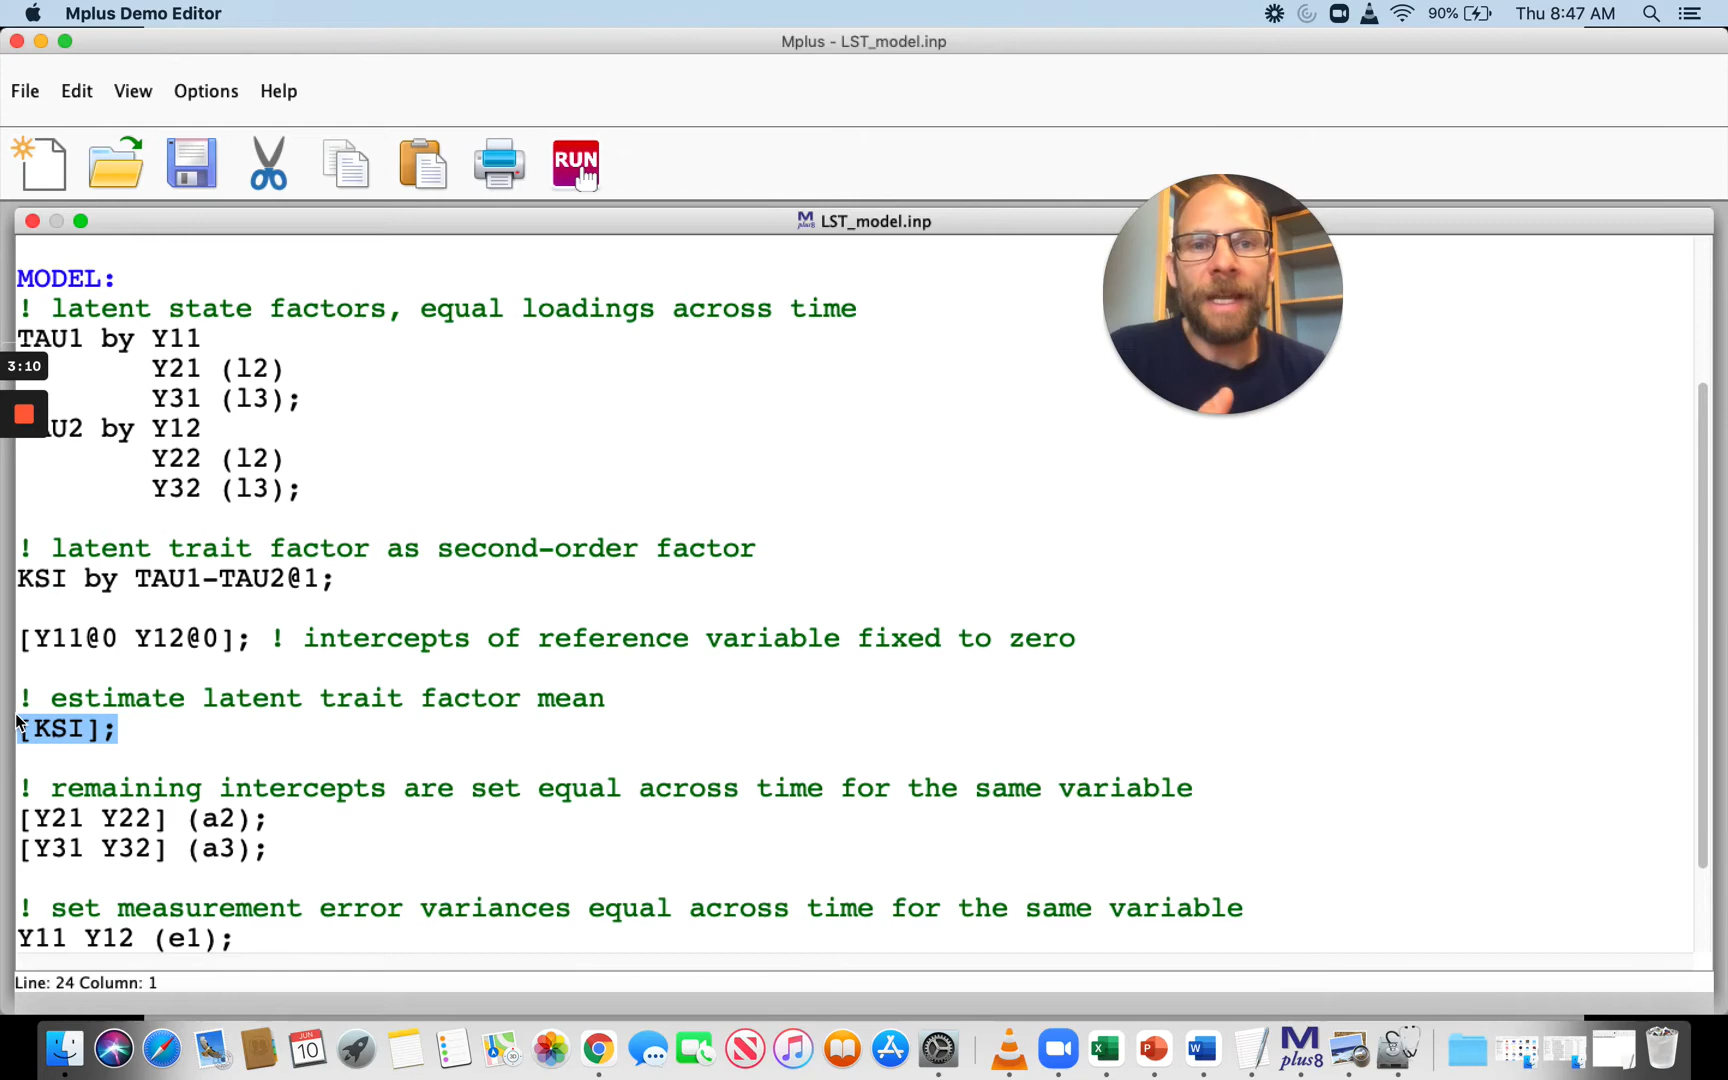 Mplus Demo Editor
90%
Thu 8:47 AM
Mplus - LST_model.inp
File Edit View Options Help
RUN
M
plus8
LST_model.inp
MODEL:
! latent state factors, equal loadings across time
TAU1 by Y11
3:10
Y21 (l2)
Y31 (l3);
AU2 by Y12
Y22 (l2)
Y32 (l3);
! latent trait factor as second-order factor
KSI by TAU1-TAU2@1;
[Y11@0 Y12@0]; ! intercepts of reference variable fixed to zero
! estimate latent trait factor mean
[KSI];
! remaining intercepts are set equal across time for the same variable
[Y21 Y22] (a2);
[Y31 Y32] (a3);
! set measurement error variances equal across time for the same variable
Y11 Y12 (e1);
Line: 24 Column: 1
JUN
10
M
plus8